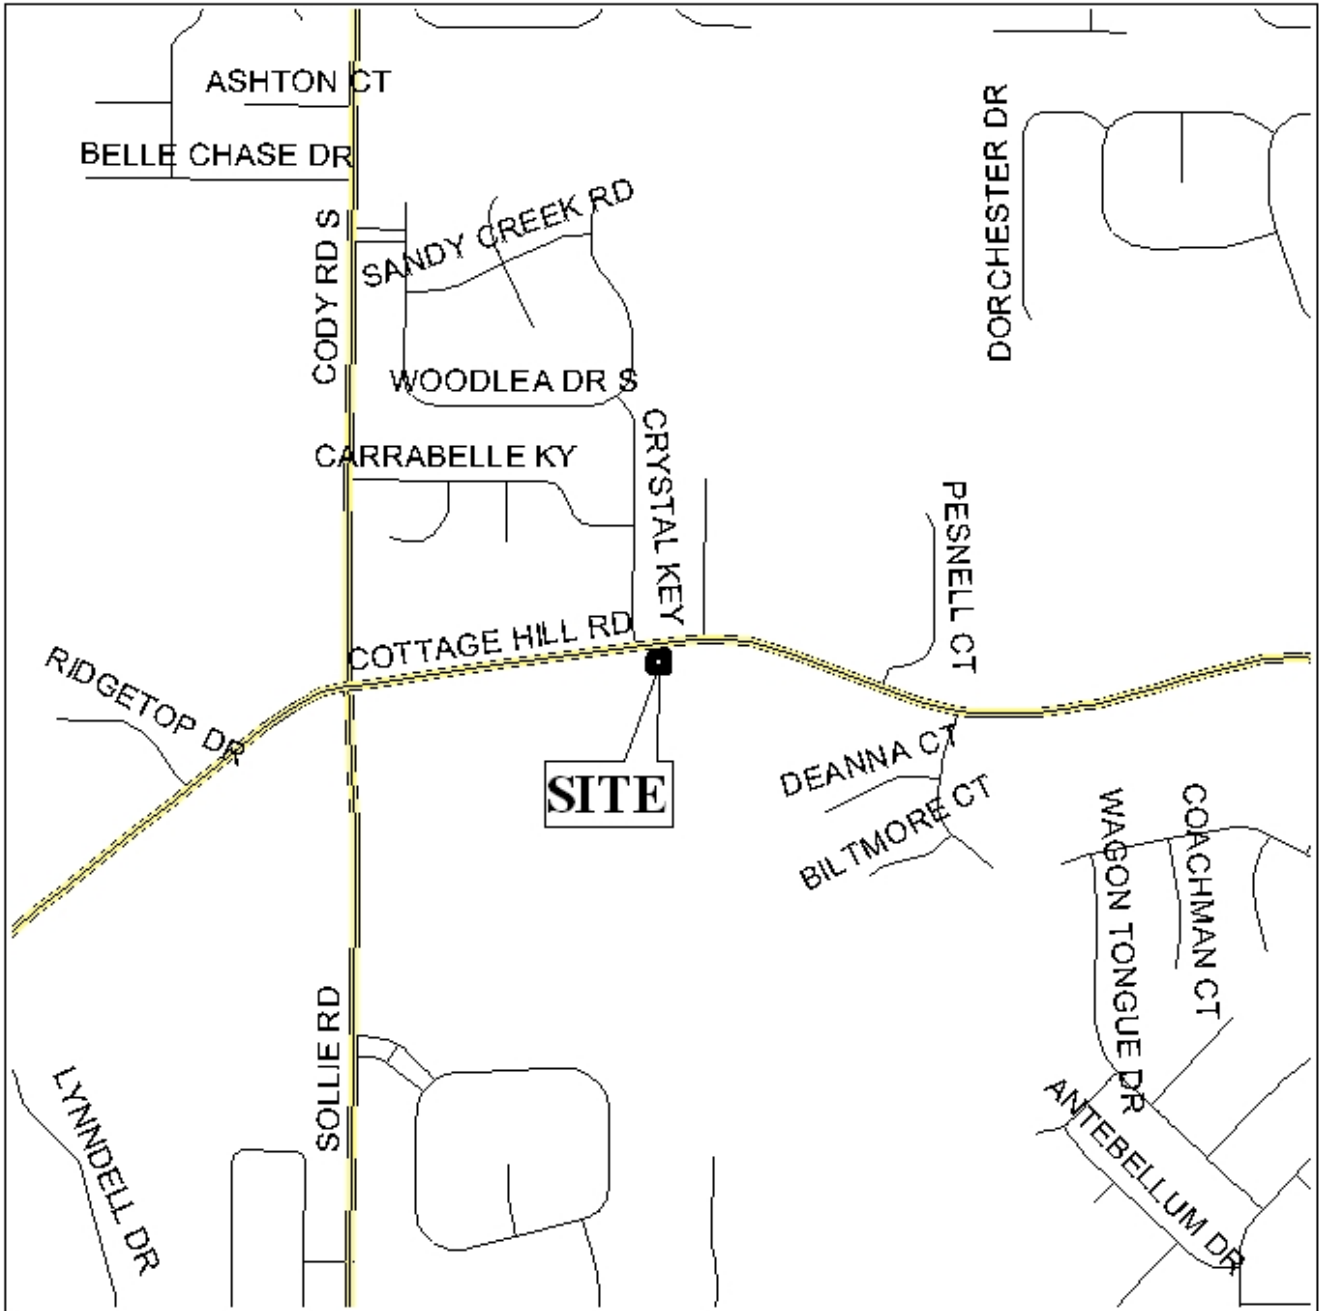 ASHTON CT
BELLE CHASE DR
CODY RD S
SANDY CREEK RD
DORCHESTER DR
WOODLEA DR S
CARRABELLE KY
CRYSTAL KEY
PESNELL CT
COTTAGE HILL RD
RIDGETOP DR
SITE
DEANNA CT
BILTMORE CT
WAGON TONGUE DR
COACHMAN CT
SOLLIE RD
LYNNDELL DR
ANTEBELLUM DR